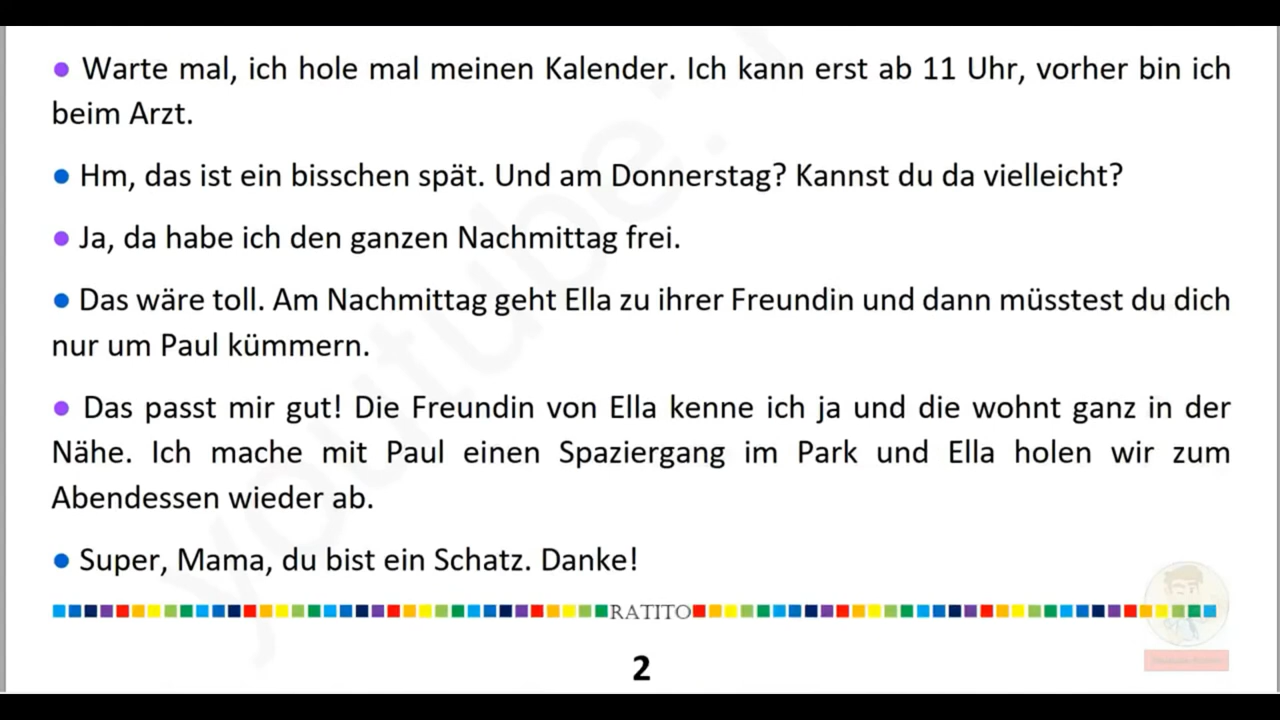 ● Warte mal, ich hole mal meinen Kalender. Ich kann erst ab 11 Uhr, vorher bin ich
beim Arzt.
● Hm, das ist ein bisschen spät. Und am Donnerstag? Kannst du da vielleicht?
● Ja, da habe ich den ganzen Nachmittag frei.
● Das wäre toll. Am Nachmittag geht Ella zu ihrer Freundin und dann müsstest du dich
nur um Paul kümmern.
● Das passt mir gut! Die Freundin von Ella kenne ich ja und die wohnt ganz in der
Nähe. Ich mache mit Paul einen Spaziergang im Park und Ella holen wir zum
Abendessen wieder ab.
● Super, Mama, du bist ein Schatz. Danke!
RATITO
2
youtube.